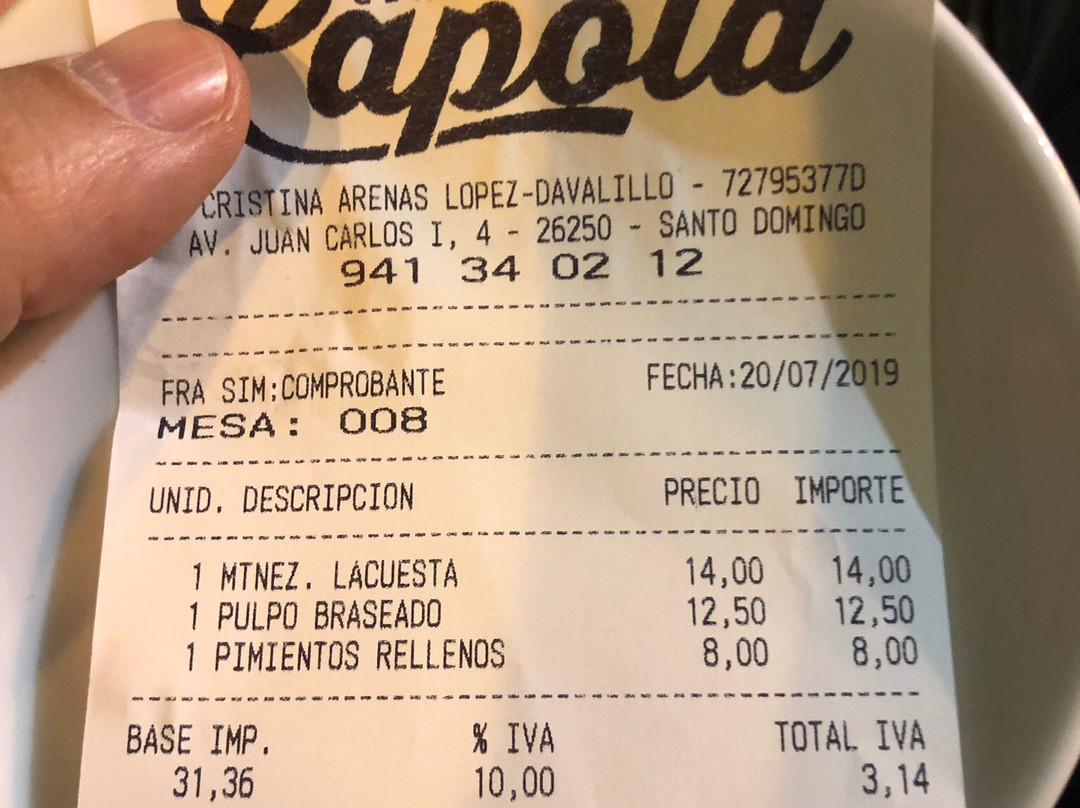 Capola
CRISTINA ARENAS LOPEZ-DAVALILLO - 72795377D
AV. JUAN CARLOS I, 4 - 26250 - SANTO DOMINGO
941 34 02 12
FRA SIM:COMPROBANTE FECHA:20/07/2019
MESA: 008
UNID. DESCRIPCION PRECIO IMPORTE
1 MTNEZ. LACUESTA 14,00 14,00
1 PULPO BRASEADO 12,50 12,50
1 PIMIENTOS RELLENOS 8,00 8,00
BASE IMP. % IVA TOTAL IVA
31,36 10,00 3,14